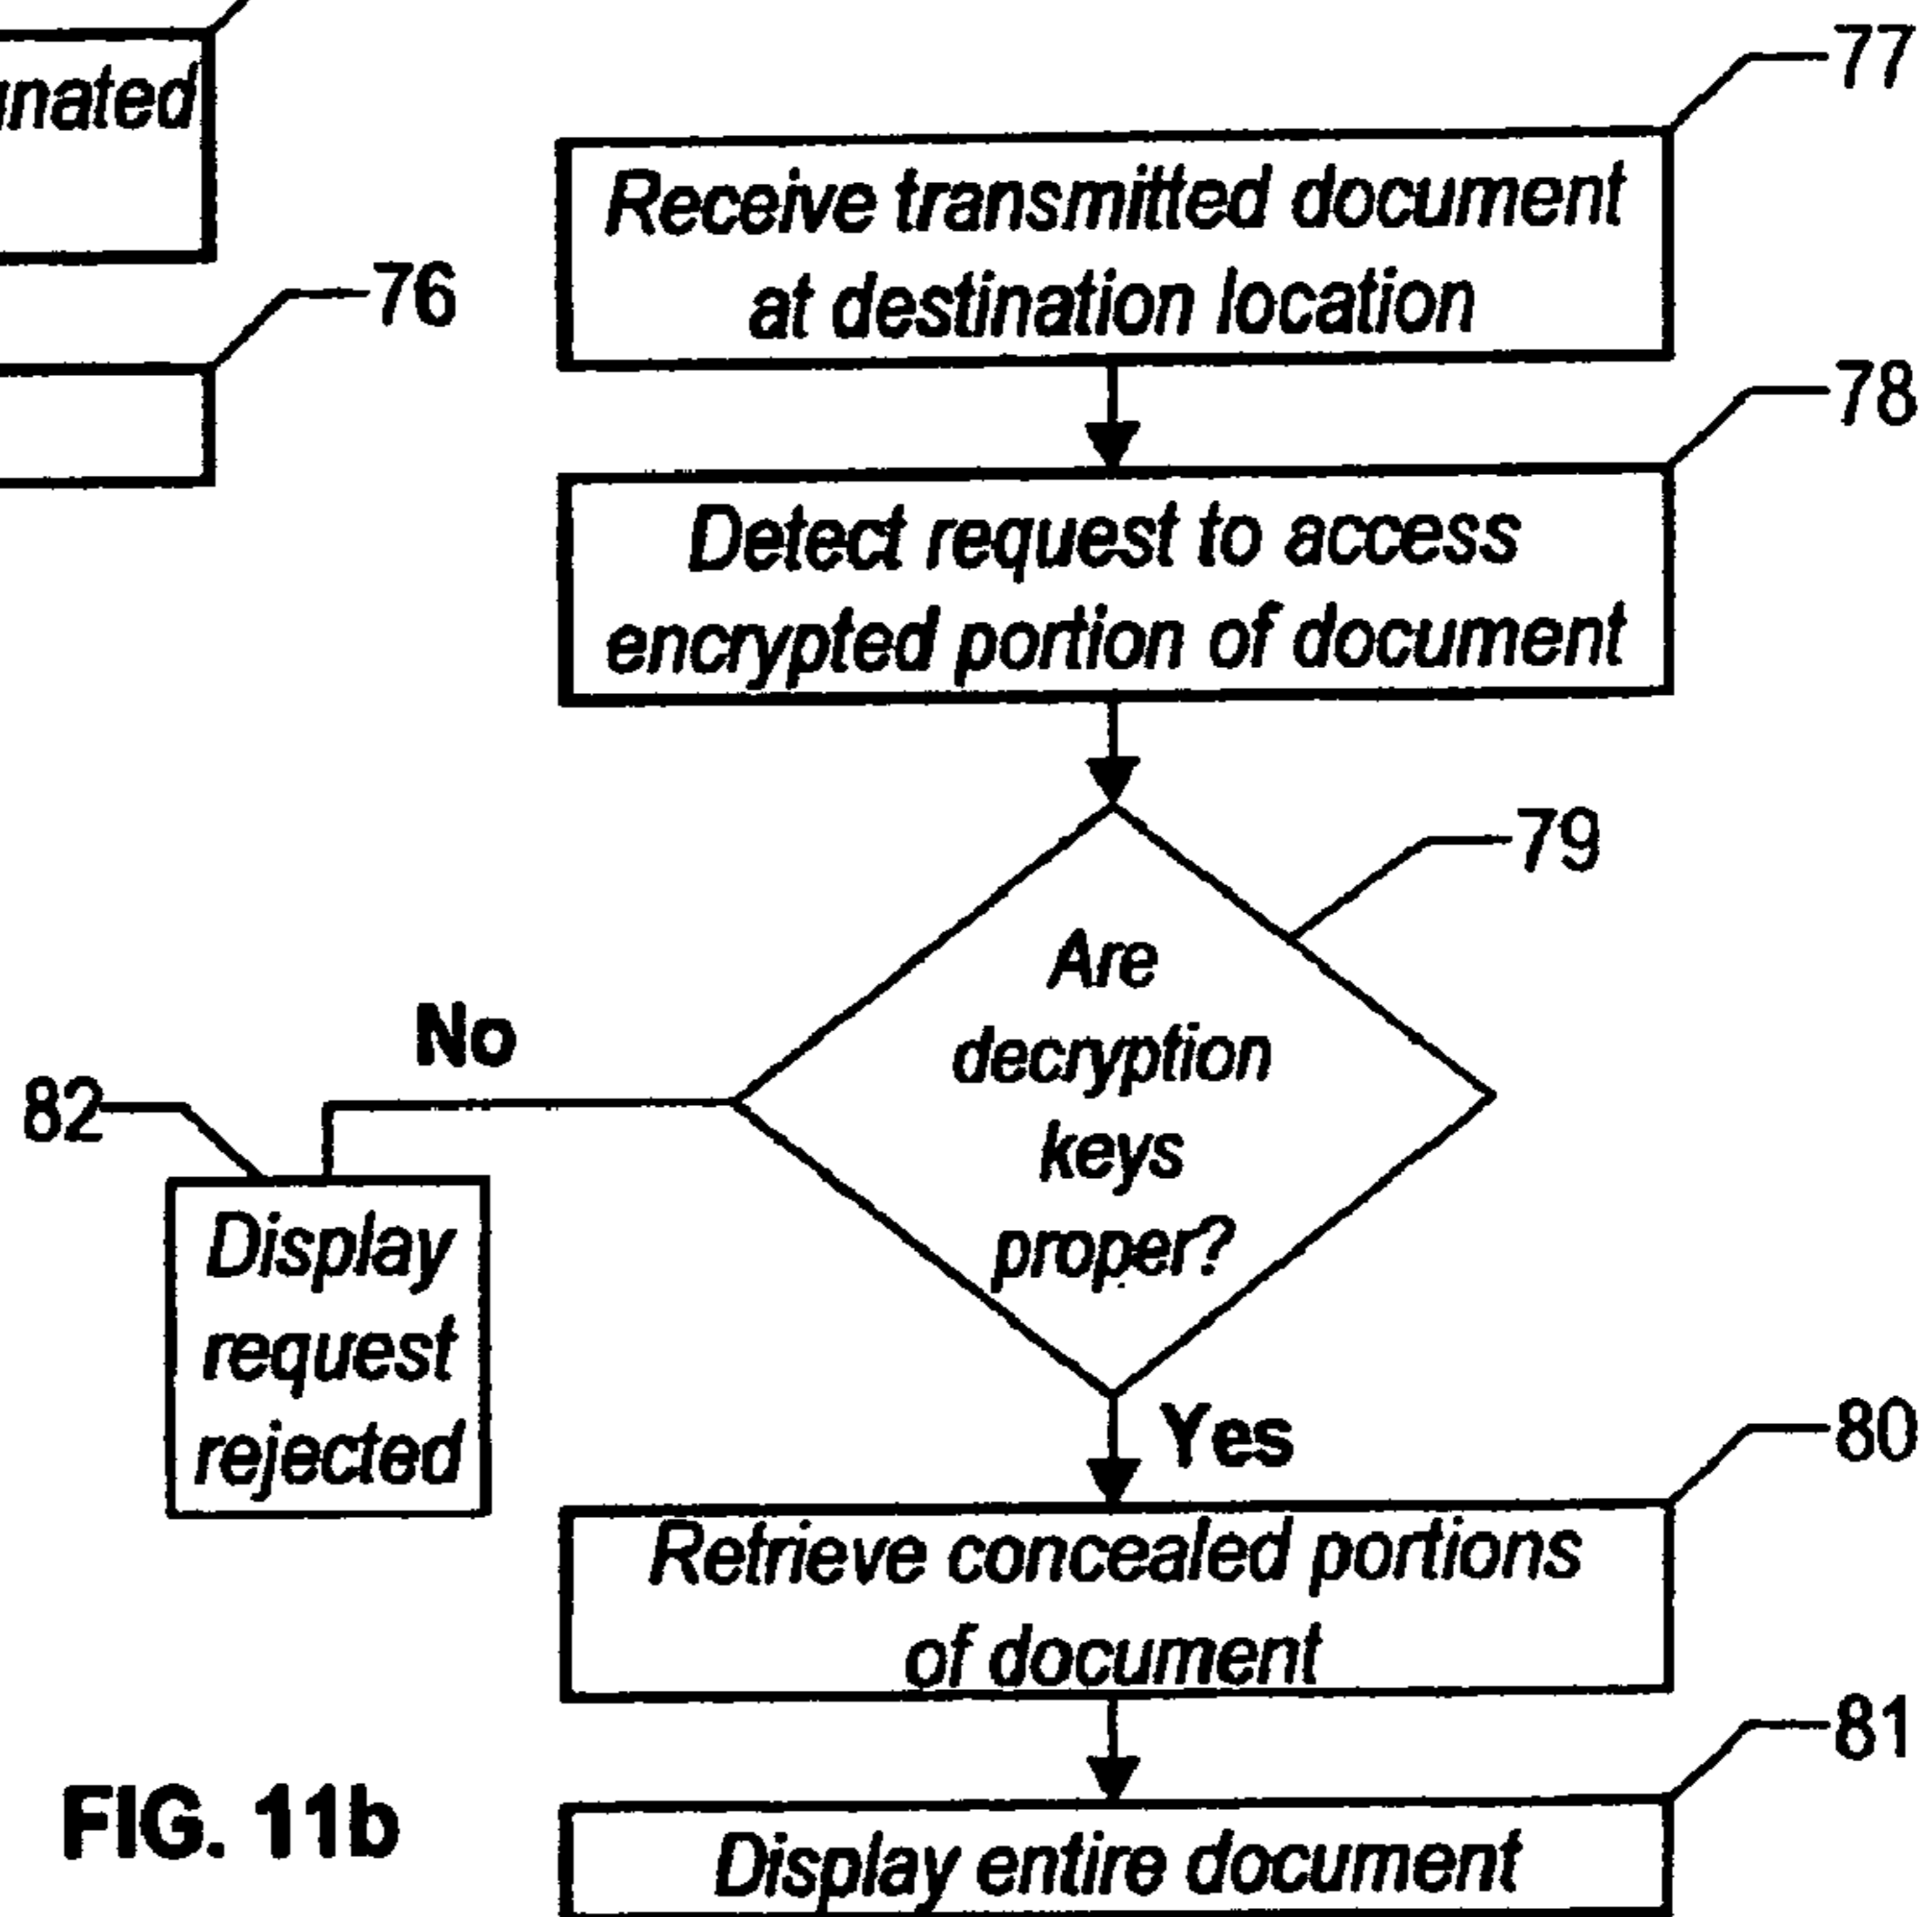 77
Receive transmitted document
at destination location
76
78
Detect request to access
encrypted portion of document
79
Are
decryption
keys
proper?
No
82
Display
request
rejected
Yes
80
Retrieve concealed portions
of document
81
Display entire document
FIG. 11b